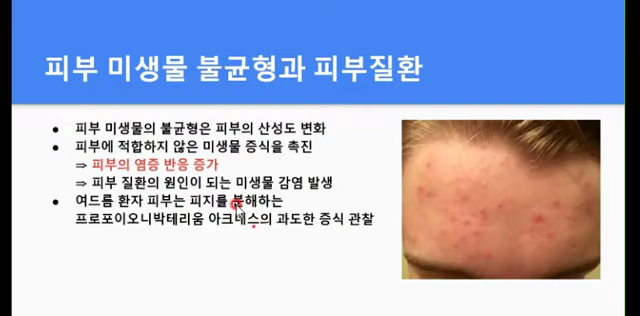 피부 미생물 불균형과 피부질환
● 피부 미생물의 불균형은 피부의 산성도 변화
● 피부에 적합하지 않은 미생물 증식을 촉진
⇒ 피부의 염증 반응 증가
⇒ 피부 질환의 원인이 되는 미생물 감염 발생
● 여드름 환자 피부는 피지를 분해하는
프로포이오니박테리움 아크네스의 과도한 증식 관찰